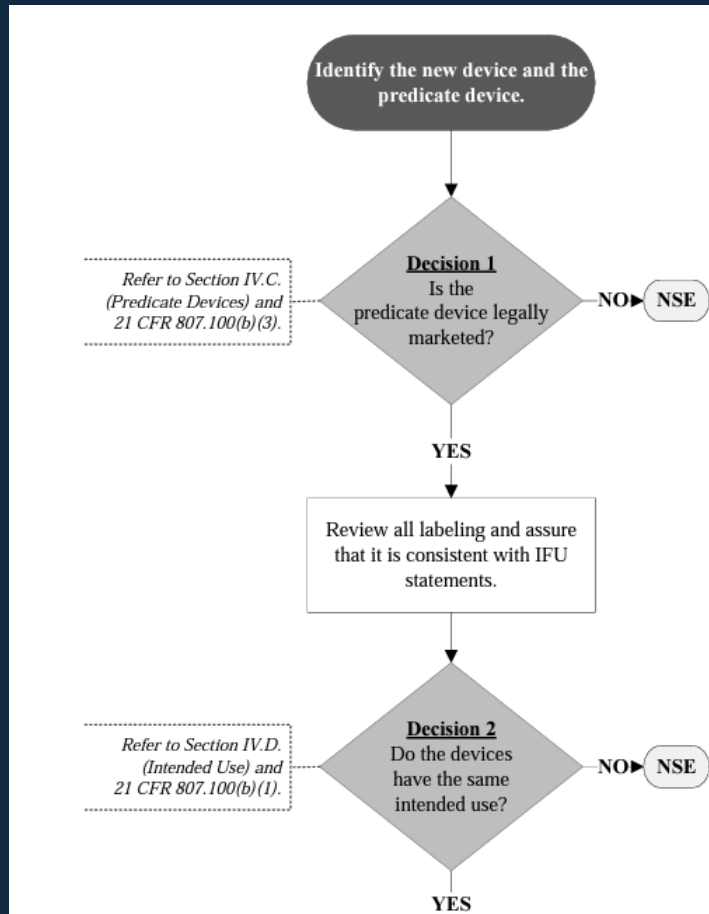 Identify the new device and the
predicate device.
Decision 1
Is the
predicate device legally
marketed?
Refer to Section IV.C.
(Predicate Devices) and
21 CFR 807.100(b)(3).
NO
NSE
YES
Review all labeling and assure
that it is consistent with IFU
statements.
Decision 2
Do the devices
have the same
intended use?
Refer to Section IV.D.
(Intended Use) and
21 CFR 807.100(b)(1).
NO
NSE
YES